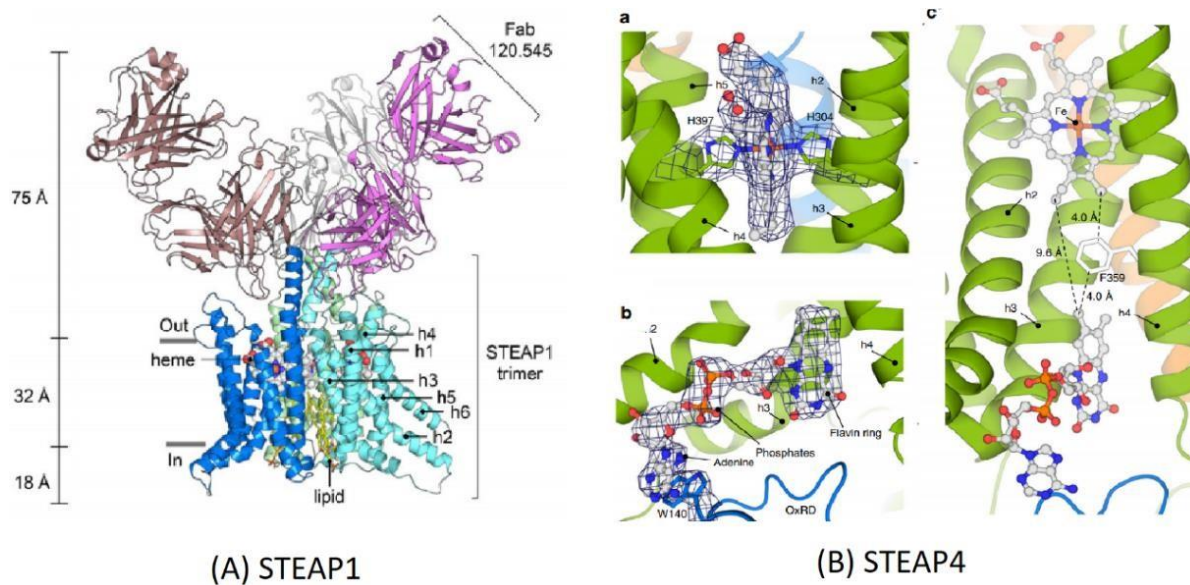 Fab
120.545
75 Å
Out
heme
32 Å
In
18 Å
h4
h1
h3
h5
h6
h2
STEAP1
trimer
lipid
(A) STEAP1
a
h5
h2
H397
H304
h4
h3
b
h2
h4
h3
Flavin ring
Phosphates
Adenine
W140
OxRD
c
Fe
h2
4.0 Å
9.6 Å
F359
h3
4.0 Å
h4
(B) STEAP4